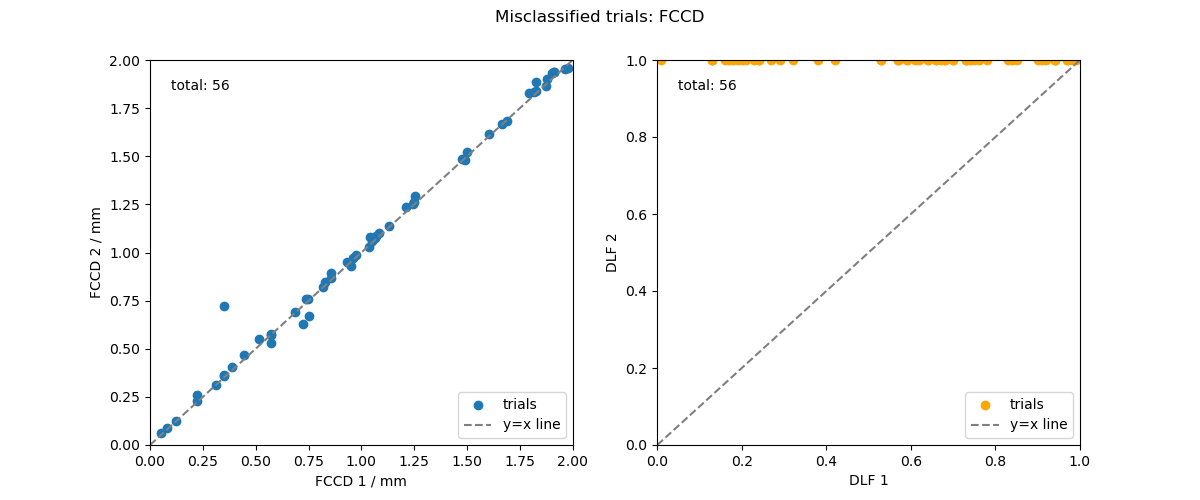 Misclassified trials: FCCD
2.00
1.75
1.50
1.25
1.00
0.75
0.50
0.25
0.00
FCCD 2 / mm
total: 56
trials
y=x line
0.00 0.25 0.50 0.75 1.00 1.25 1.50 1.75 2.00
FCCD 1 / mm
1.0
0.8
0.6
0.4
0.2
0.0
DLF 2
total: 56
trials
y=x line
0.0 0.2 0.4 0.6 0.8 1.0
DLF 1